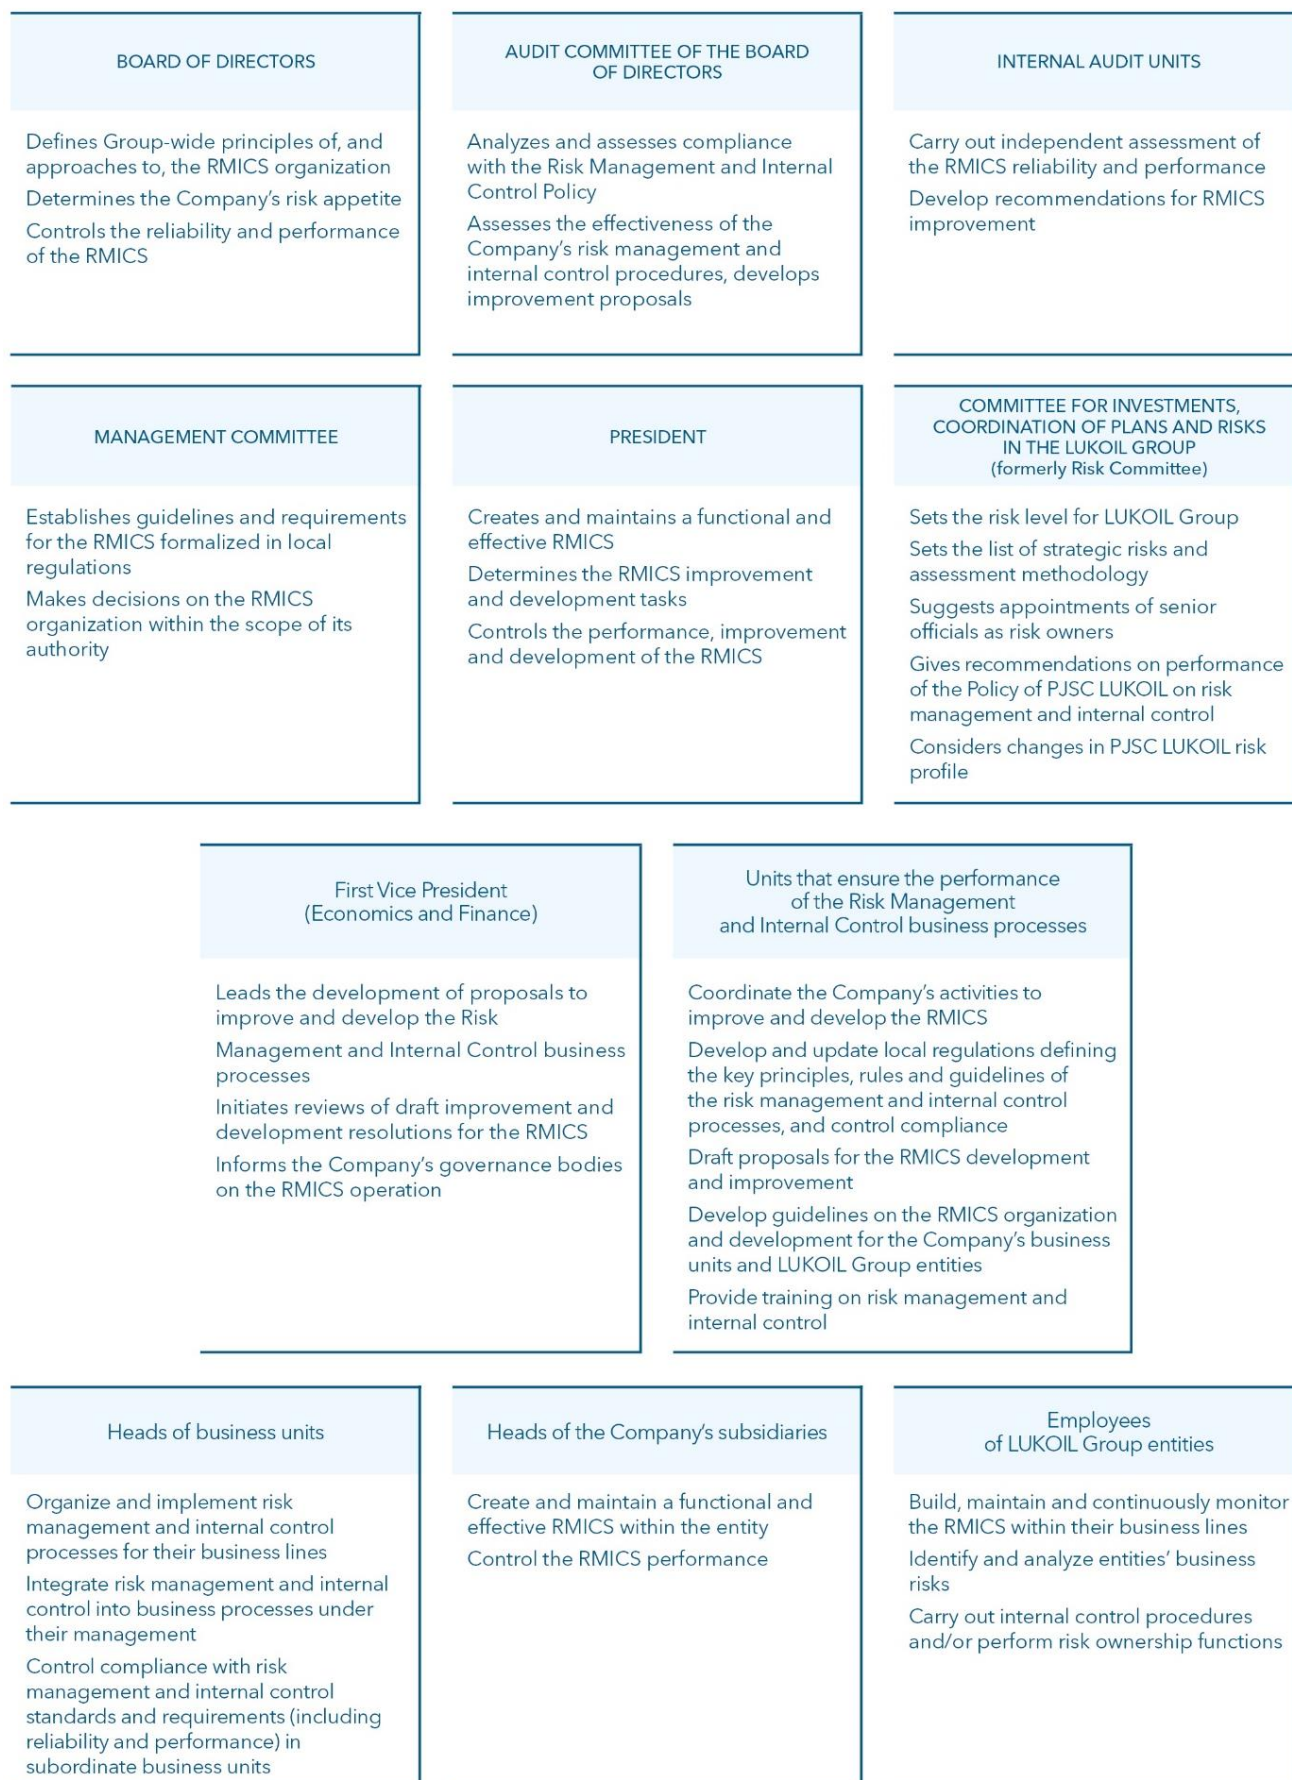 BOARD OF DIRECTORS
Defines Group-wide principles of, and
approaches to, the RMICS organization
Determines the Company's risk appetite
Controls the reliability and performance
of the RMICS
AUDIT COMMITTEE OF THE BOARD
OF DIRECTORS
Analyzes and assesses compliance
with the Risk Management and Internal
Control Policy
Assesses the effectiveness of the
Company's risk management and
internal control procedures, develops
improvement proposals
INTERNAL AUDIT UNITS
Carry out independent assessment of
the RMICS reliability and performance
Develop recommendations for RMICS
improvement
MANAGEMENT COMMITTEE
Establishes guidelines and requirements
for the RMICS formalized in local
regulations
Makes decisions on the RMICS
organization within the scope of its
authority
PRESIDENT
Creates and maintains a functional and
effective RMICS
Determines the RMICS improvement
and development tasks
Controls the performance, improvement
and development of the RMICS
COMMITTEE FOR INVESTMENTS,
COORDINATION OF PLANS AND RISKS
IN THE LUKOIL GROUP
(formerly Risk Committee)
Sets the risk level for LUKOIL Group
Sets the list of strategic risks and
assessment methodology
Suggests appointments of senior
officials as risk owners
Gives recommendations on performance
of the Policy of PJSC LUKOIL on risk
management and internal control
Considers changes in PJSC LUKOIL risk
profile
First Vice President
(Economics and Finance)
Leads the development of proposals to
improve and develop the Risk
Management and Internal Control business
processes
Initiates reviews of draft improvement and
development resolutions for the RMICS
Informs the Company's governance bodies
on the RMICS operation
Units that ensure the performance
of the Risk Management
and Internal Control business processes
Coordinate the Company's activities to
improve and develop the RMICS
Develop and update local regulations defining
the key principles, rules and guidelines of
the risk management and internal control
processes, and control compliance
Draft proposals for the RMICS development
and improvement
Develop guidelines on the RMICS organization
and development for the Company's business
units and LUKOIL Group entities
Provide training on risk management and
internal control
Heads of business units
Organize and implement risk
management and internal control
processes for their business lines
Integrate risk management and internal
control into business processes under
their management
Control compliance with risk
management and internal control
standards and requirements (including
reliability and performance) in
subordinate business units
Heads of the Company's subsidiaries
Create and maintain a functional and
effective RMICS within the entity
Control the RMICS performance
Employees
of LUKOIL Group entities
Build, maintain and continuously monitor
the RMICS within their business lines
Identify and analyze entities' business
risks
Carry out internal control procedures
and/or perform risk ownership functions